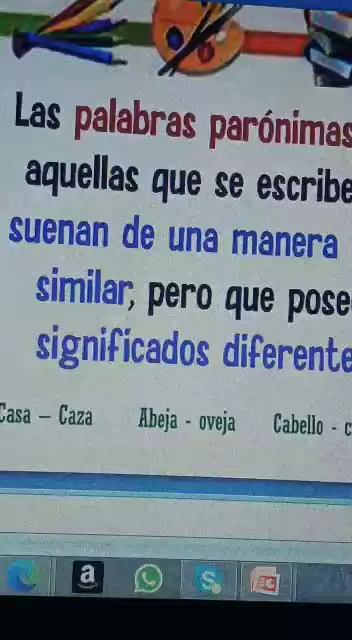 Las palabras parónimas
aquellas que se escribe
suenan de una manera
similar, pero que pose
significados diferente
Casa – Caza Abeja - oveja Cabello - c